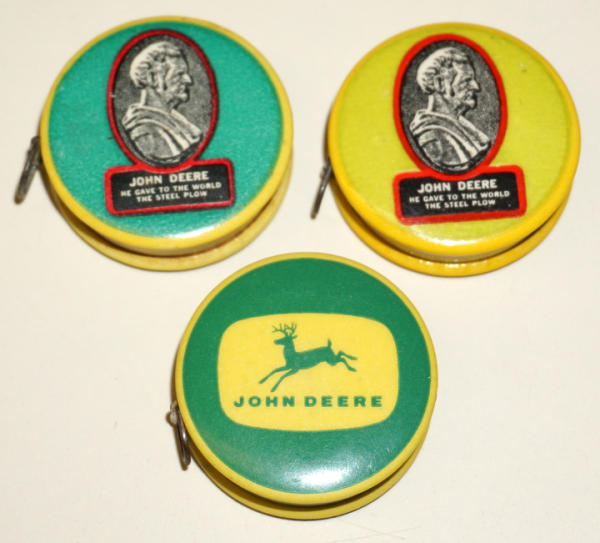 JOHN DEERE
HE GAVE TO THE WORLD
THE STEEL PLOW
JOHN DEERE
HE GAVE TO THE WORLD
THE STEEL PLOW
JOHN DEERE